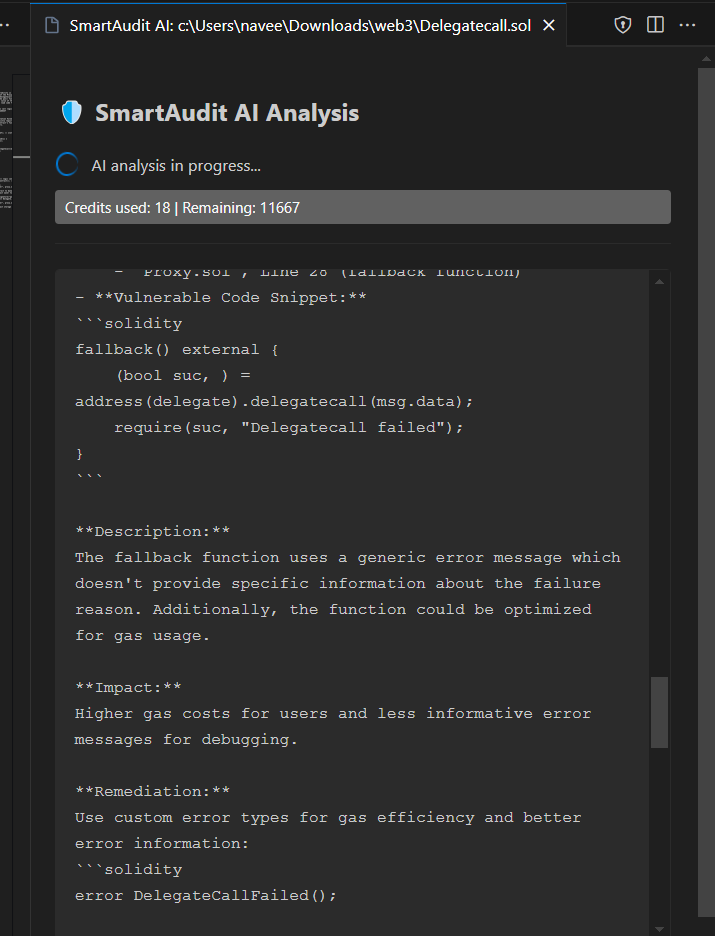 SmartAudit AI: c:\Users\navee\Downloads\web3\Delegatecall.sol
SmartAudit AI Analysis
AI analysis in progress...
Credits used: 18 | Remaining: 11667
- `Proxy.sol`, Line 28 (fallback function)
- **Vulnerable Code Snippet:**
```solidity
fallback() external {
    (bool suc, ) =
address(delegate).delegatecall(msg.data);
    require(suc, "Delegatecall failed");
}
```
**Description:**
The fallback function uses a generic error message which
doesn't provide specific information about the failure
reason. Additionally, the function could be optimized
for gas usage.
**Impact:**
Higher gas costs for users and less informative error
messages for debugging.
**Remediation:**
Use custom error types for gas efficiency and better
error information:
```solidity
error DelegateCallFailed();